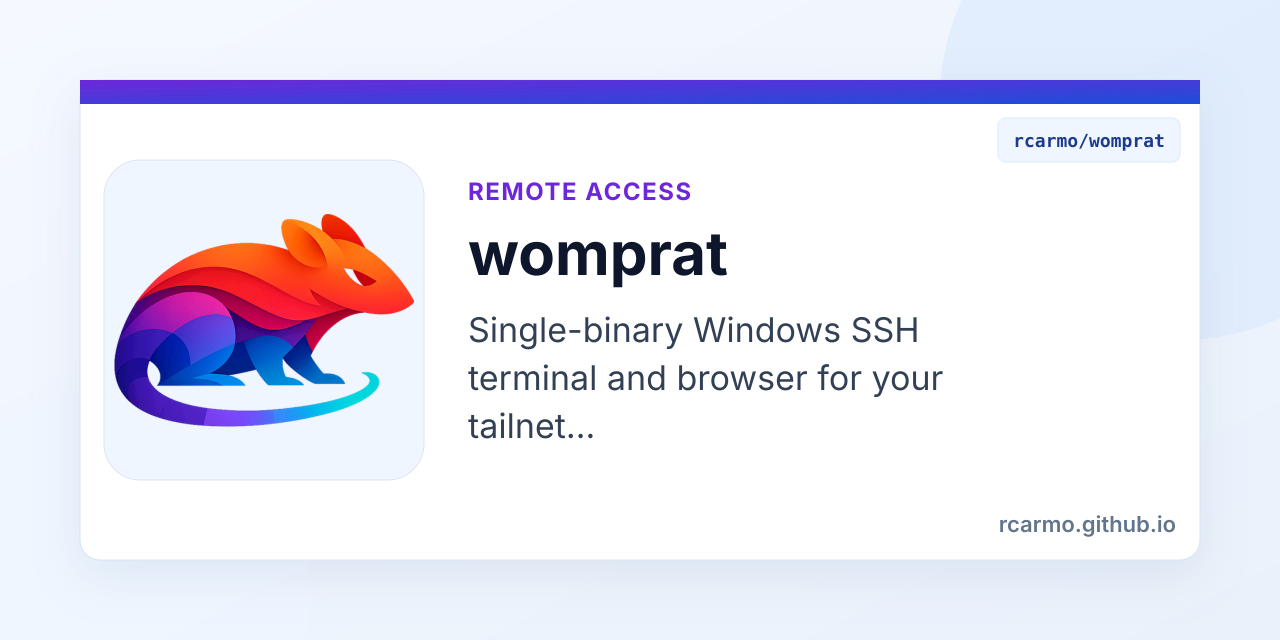 rcarmo/womprat
REMOTE ACCESS
womprat
Single-binary Windows SSH
terminal and browser for your
tailnet...
rcarmo.github.io